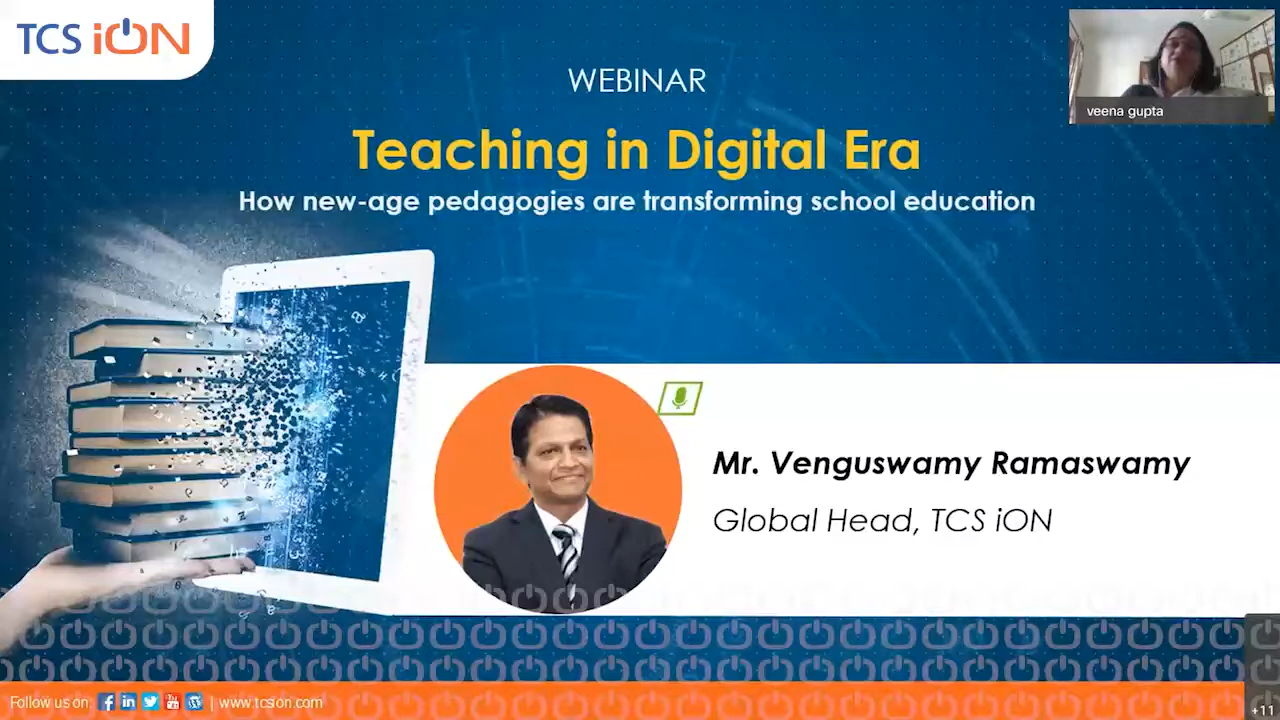 TCS iON
veena gupta
WEBINAR
Teaching in Digital Era
How new-age pedagogies are transforming school education
Mr. Venguswamy Ramaswamy
Global Head, TCS iON
Follow us on: | www.tcsion.com
+11